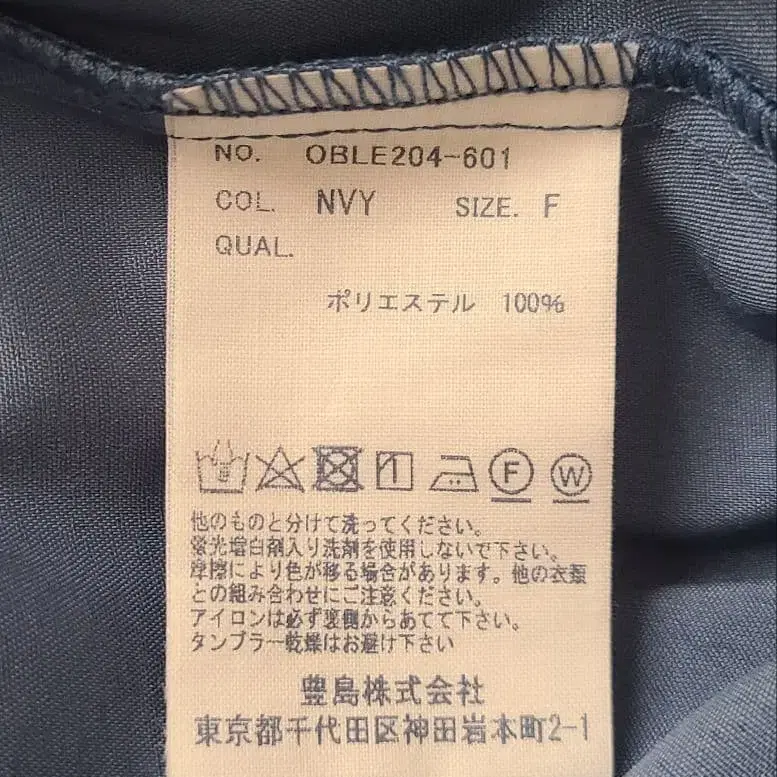 NO. OBLE204-601
COL. NVY SIZE. F
QUAL.
ポリエステル 100%
F W
他のものと分けて洗ってください。
蛍光増白剤入り洗剤を使用しないで下さい。
摩擦により色が移る場合があります。他の衣類
との組み合わせにご注意ください。
アイロンは必ず裏側からあてて下さい。
タンブラー乾燥はお避け下さい
豊島株式会社
東京都千代田区神田岩本町2-1